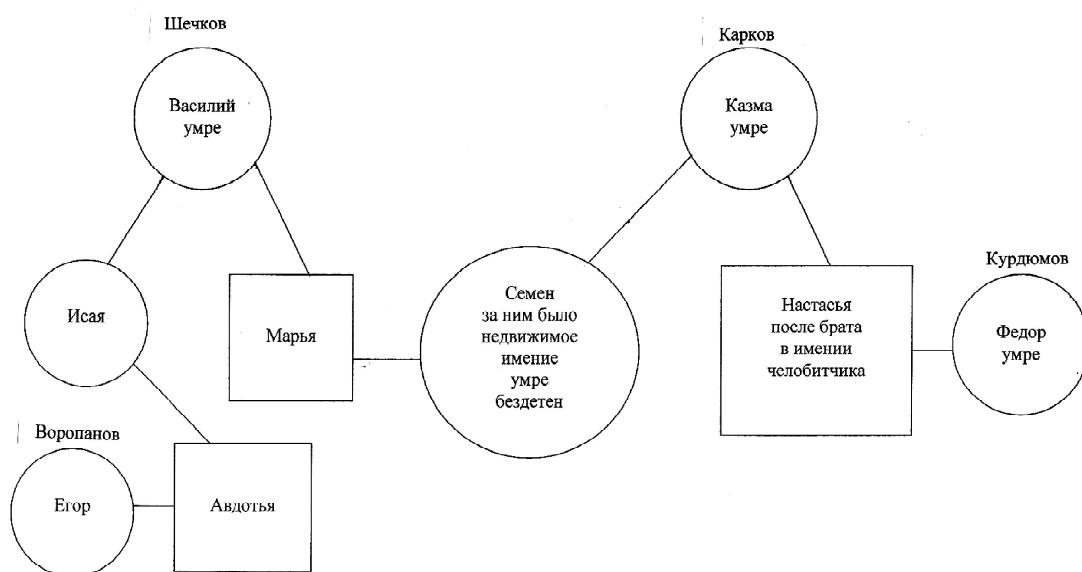 Шечков
Карков
Василий
умре
Казма
умре
Исая
Марья
Семен
за ним было
недвижимое
имение
умре
бездетен
Настасья
после брата
в имении
челобитчика
Курдюмов
Федор
умре
Воропанов
Егор
Авдотья